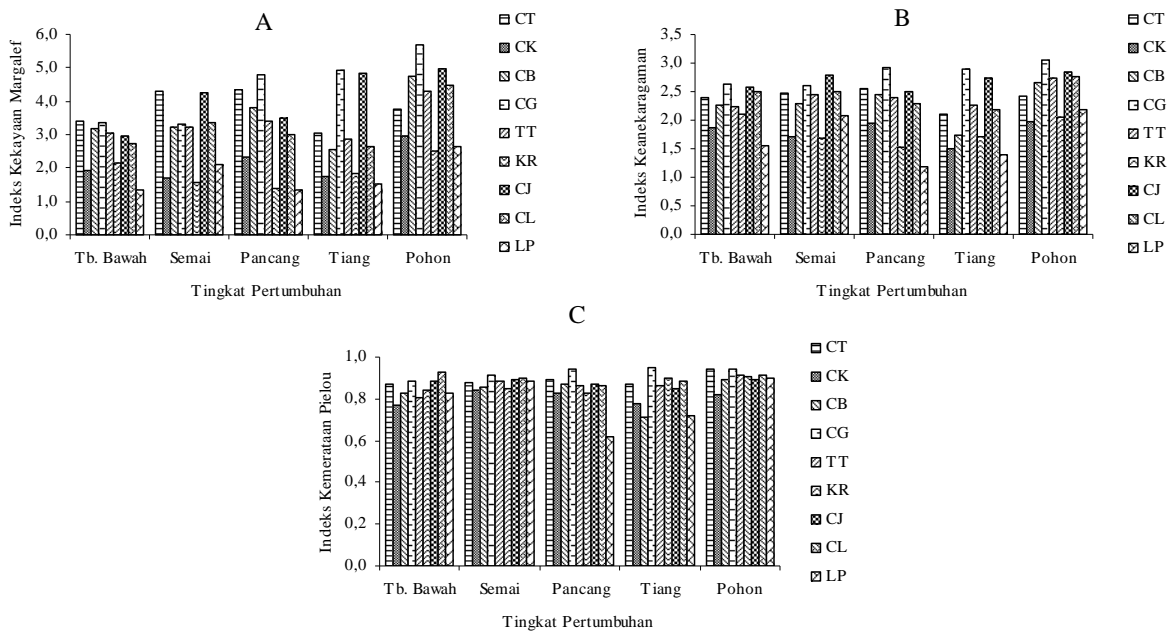 A
Indeks Kekayaan Margalef
6,0
5,0
4,0
3,0
2,0
1,0
0,0
Tb. Bawah Semai Pancang Tiang Pohon
Tingkat Pertumbuhan
CT
CK
CB
CG
TT
KR
CJ
CL
LP
B
Indeks Keanekaragaman
3,5
3,0
2,5
2,0
1,5
1,0
0,5
0,0
Tb. Bawah Semai Pancang Tiang Pohon
Tingkat Pertumbuhan
CT
CK
CB
CG
TT
KR
CJ
CL
LP
C
Indeks Kemerataan Pielou
1,0
0,8
0,6
0,4
0,2
0,0
Tb. Bawah Semai Pancang Tiang Pohon
Tingkat Pertumbuhan
CT
CK
CB
CG
TT
KR
CJ
CL
LP